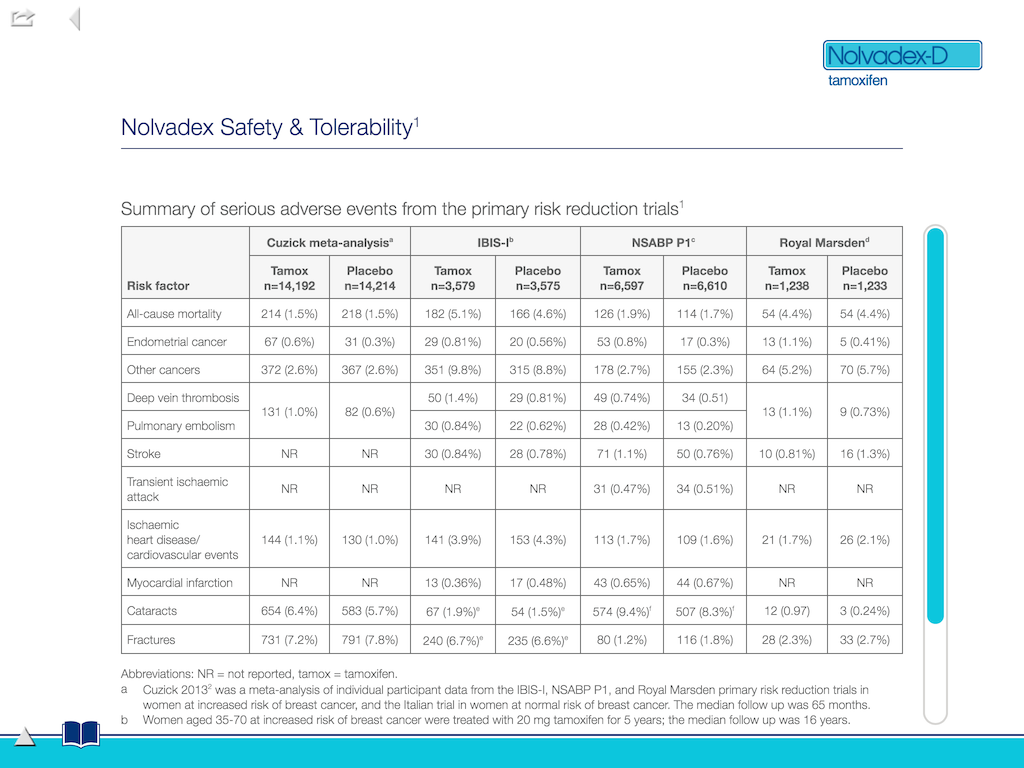 Nolvadex-D
tamoxifen
Nolvadex Safety & Tolerability1
Summary of serious adverse events from the primary risk reduction trials1
Cuzick meta-analysisa IBIS-Ib NSABP P1c Royal Marsdend
Tamox Placebo Tamox Placebo Tamox Placebo Tamox Placebo
Risk factor n=14,192 n=14,214 n=3,579 n=3,575 n=6,597 n=6,610 n=1,238 n=1,233
All-cause mortality 214 (1.5%) 218 (1.5%) 182 (5.1%) 166 (4.6%) 126 (1.9%) 114 (1.7%) 54 (4.4%) 54 (4.4%)
Endometrial cancer 67 (0.6%) 31 (0.3%) 29 (0.81%) 20 (0.56%) 53 (0.8%) 17 (0.3%) 13 (1.1%) 5 (0.41%)
Other cancers 372 (2.6%) 367 (2.6%) 351 (9.8%) 315 (8.8%) 178 (2.7%) 155 (2.3%) 64 (5.2%) 70 (5.7%)
Deep vein thrombosis 50 (1.4%) 29 (0.81%) 49 (0.74%) 34 (0.51)
131 (1.0%) 82 (0.6%) 13 (1.1%) 9 (0.73%)
Pulmonary embolism 30 (0.84%) 22 (0.62%) 28 (0.42%) 13 (0.20%)
Stroke NR NR 30 (0.84%) 28 (0.78%) 71 (1.1%) 50 (0.76%) 10 (0.81%) 16 (1.3%)
Transient ischaemic
attack NR NR NR NR 31 (0.47%) 34 (0.51%) NR NR
Ischaemic
heart disease/ 144 (1.1%) 130 (1.0%) 141 (3.9%) 153 (4.3%) 113 (1.7%) 109 (1.6%) 21 (1.7%) 26 (2.1%)
cardiovascular events
Myocardial infarction NR NR 13 (0.36%) 17 (0.48%) 43 (0.65%) 44 (0.67%) NR NR
Cataracts 654 (6.4%) 583 (5.7%) 67 (1.9%)e 54 (1.5%)e 574 (9.4%)f 507 (8.3%)f 12 (0.97) 3 (0.24%)
Fractures 731 (7.2%) 791 (7.8%) 240 (6.7%)e 235 (6.6%)e 80 (1.2%) 116 (1.8%) 28 (2.3%) 33 (2.7%)
Abbreviations: NR = not reported, tamox = tamoxifen.
a Cuzick 20132 was a meta-analysis of individual participant data from the IBIS-I, NSABP P1, and Royal Marsden primary risk reduction trials in
women at increased risk of breast cancer, and the Italian trial in women at normal risk of breast cancer. The median follow up was 65 months.
b Women aged 35-70 at increased risk of breast cancer were treated with 20 mg tamoxifen for 5 years; the median follow up was 16 years.